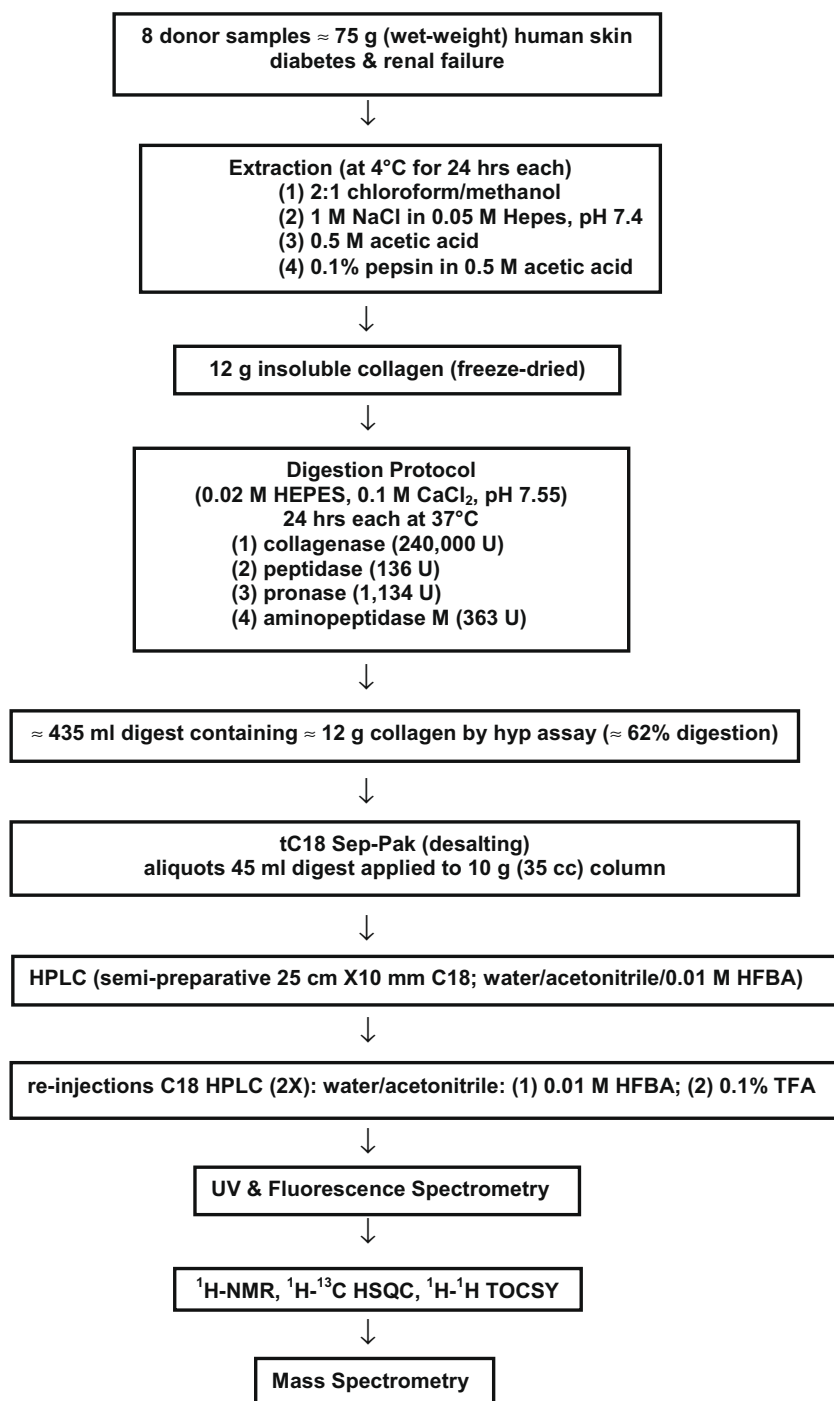 8 donor samples ≈ 75 g (wet-weight) human skin
diabetes & renal failure
↓
Extraction (at 4°C for 24 hrs each)
(1) 2:1 chloroform/methanol
(2) 1 M NaCl in 0.05 M Hepes, pH 7.4
(3) 0.5 M acetic acid
(4) 0.1% pepsin in 0.5 M acetic acid
↓
12 g insoluble collagen (freeze-dried)
↓
Digestion Protocol
(0.02 M HEPES, 0.1 M CaCl₂, pH 7.55)
24 hrs each at 37°C
(1) collagenase (240,000 U)
(2) peptidase (136 U)
(3) pronase (1,134 U)
(4) aminopeptidase M (363 U)
↓
≈ 435 ml digest containing ≈ 12 g collagen by hyp assay (≈ 62% digestion)
↓
tC18 Sep-Pak (desalting)
aliquots 45 ml digest applied to 10 g (35 cc) column
↓
HPLC (semi-preparative 25 cm X10 mm C18; water/acetonitrile/0.01 M HFBA)
↓
re-injections C18 HPLC (2X): water/acetonitrile: (1) 0.01 M HFBA; (2) 0.1% TFA
↓
UV & Fluorescence Spectrometry
↓
¹H-NMR, ¹H-¹³C HSQC, ¹H-¹H TOCSY
↓
Mass Spectrometry